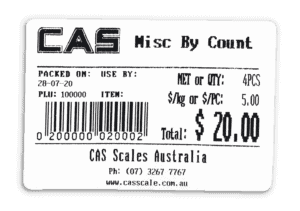 CAS Misc By Count
PACKED ON: USE BY: NET or QTY: 4PCS
28-07-20
PLU: 100000 ITEM: $/kg or $/PC: 5.00
0 200000 020002
Total: $ 20.00
CAS Scales Australia
Ph: (07) 3267 7767
www.casscale.com.au